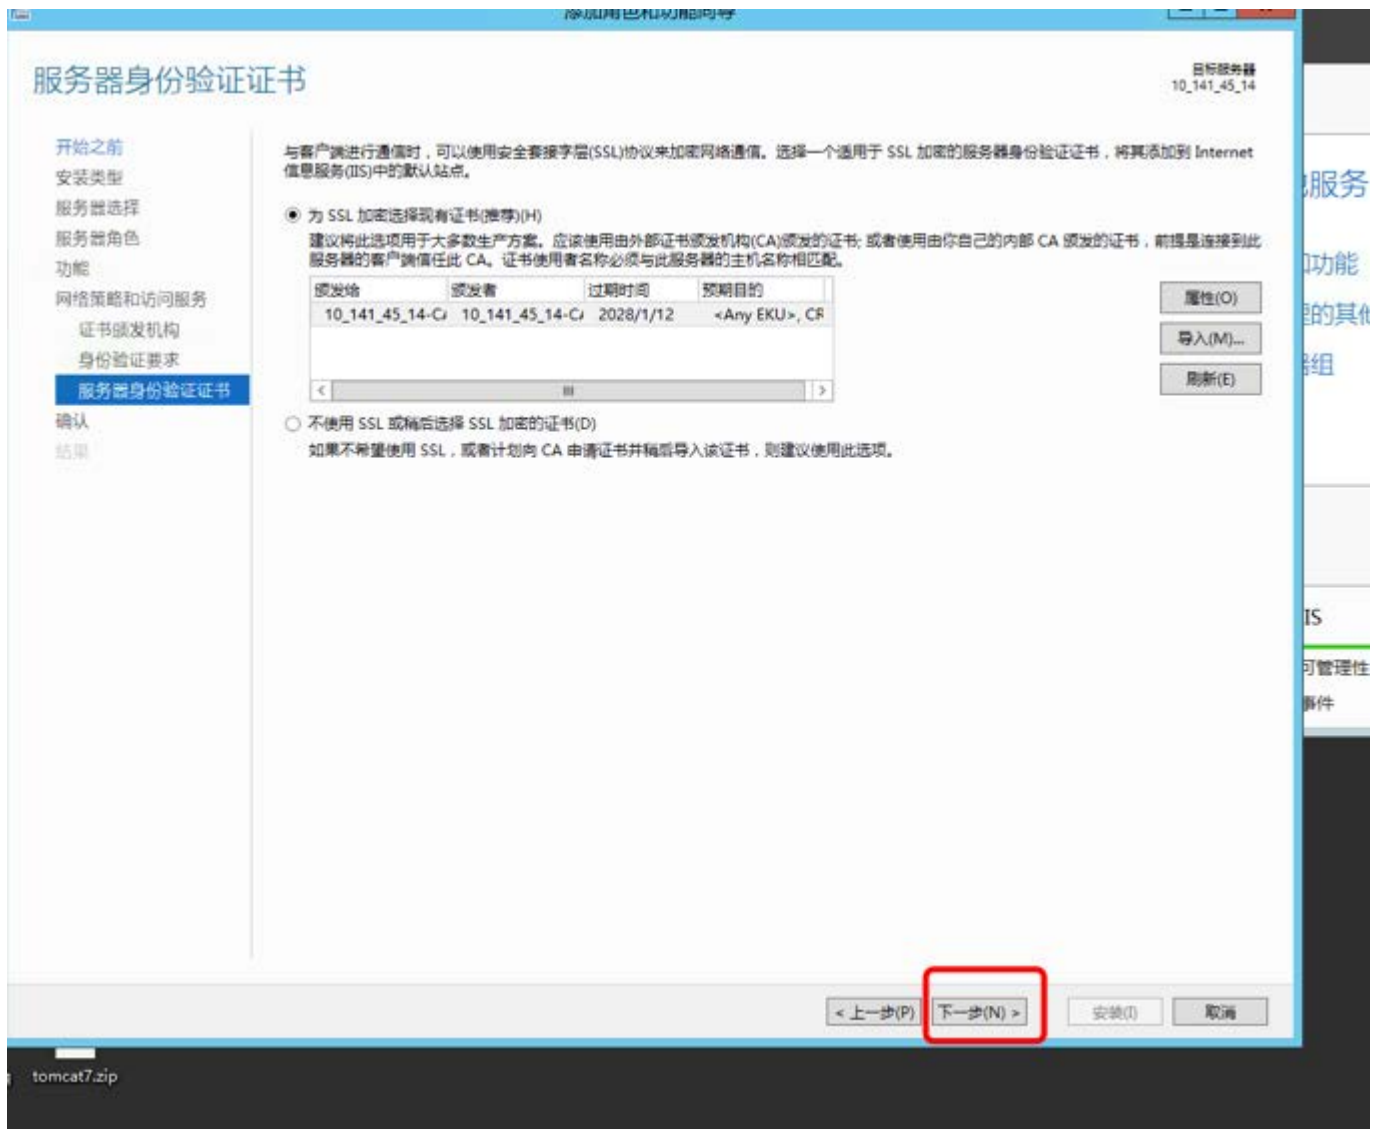 添加角色和功能向导
服务器身份验证证书
目标服务器
10_141_45_14
开始之前
安装类型
服务器选择
服务器角色
功能
网络策略和访问服务
证书颁发机构
身份验证要求
服务器身份验证证书
确认
结果
与客户端进行通信时，可以使用安全套接字层(SSL)协议来加密网络通信。选择一个适用于 SSL 加密的服务器身份验证证书，将其添加到 Internet
信息服务(IIS)中的默认站点。
为 SSL 加密选择现有证书(推荐)(H)
建议将此选项用于大多数生产方案。应该使用由外部证书颁发机构(CA)颁发的证书; 或者使用由你自己的内部 CA 颁发的证书，前提是连接到此
服务器的客户端信任此 CA。证书使用者名称必须与此服务器的主机名称相匹配。
颁发给 颁发者 过期时间 预期目的
10_141_45_14-CA 10_141_45_14-CA 2028/1/12 <Any EKU>, CR
属性(O)
导入(M)...
刷新(E)
不使用 SSL 或稍后选择 SSL 加密的证书(D)
如果不希望使用 SSL，或者计划向 CA 申请证书并稍后导入该证书，则建议使用此选项。
< 上一步(P) 下一步(N) > 安装(I) 取消
服务
功能
的其他
组
IS
可管理性
事件
tomcat7.zip